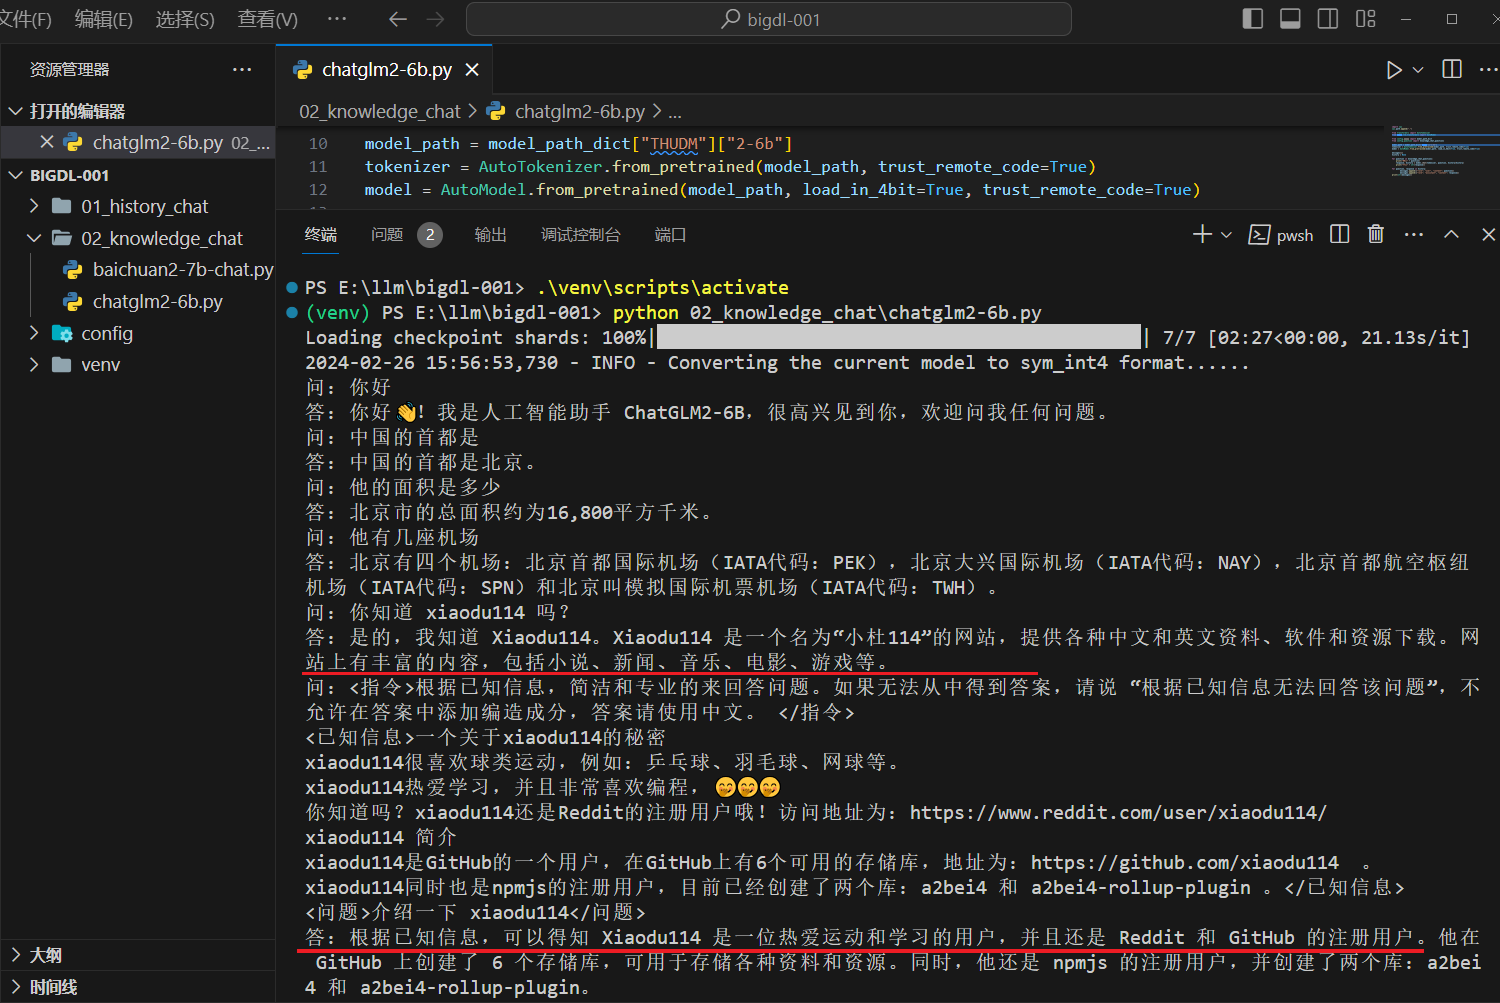 文件(F) 编辑(E) 选择(S) 查看(V) ··· bigdl-001
资源管理器 ···
打开的编辑器
chatglm2-6b.py 02_...
BIGDL-001
01_history_chat
02_knowledge_chat
baichuan2-7b-chat.py
chatglm2-6b.py
config
venv
大纲
时间线
chatglm2-6b.py
02_knowledge_chat > chatglm2-6b.py > ...
10 model_path = model_path_dict["THUDM"]["2-6b"]
11 tokenizer = AutoTokenizer.from_pretrained(model_path, trust_remote_code=True)
12 model = AutoModel.from_pretrained(model_path, load_in_4bit=True, trust_remote_code=True)
终端 问题 2 输出 调试控制台 端口 pwsh
PS E:\llm\bigdl-001> .\venv\scripts\activate
(venv) PS E:\llm\bigdl-001> python 02_knowledge_chat\chatglm2-6b.py
Loading checkpoint shards: 100%| | 7/7 [02:27<00:00, 21.13s/it]
2024-02-26 15:56:53,730 - INFO - Converting the current model to sym_int4 format......
问：你好
答：你好👋！我是人工智能助手 ChatGLM2-6B，很高兴见到你，欢迎问我任何问题。
问：中国的首都是
答：中国的首都是北京。
问：他的面积是多少
答：北京市的总面积约为16,800平方千米。
问：他有几座机场
答：北京有四个机场：北京首都国际机场（IATA代码：PEK），北京大兴国际机场（IATA代码：NAY），北京首都航空枢纽
机场（IATA代码：SPN）和北京叫模拟国际机票机场（IATA代码：TWH）。
问：你知道 xiaodu114 吗？
答：是的，我知道 Xiaodu114。Xiaodu114 是一个名为“小杜114”的网站，提供各种中文和英文资料、软件和资源下载。网
站上有丰富的内容，包括小说、新闻、音乐、电影、游戏等。
问：<指令>根据已知信息，简洁和专业的来回答问题。如果无法从中得到答案，请说 “根据已知信息无法回答该问题”，不
允许在答案中添加编造成分，答案请使用中文。 </指令>
<已知信息>一个关于xiaodu114的秘密
xiaodu114很喜欢球类运动，例如：乒乓球、羽毛球、网球等。
xiaodu114热爱学习，并且非常喜欢编程，🤭🤭🤭
你知道吗？xiaodu114还是Reddit的注册用户哦！访问地址为：https://www.reddit.com/user/xiaodu114/
xiaodu114 简介
xiaodu114是GitHub的一个用户，在GitHub上有6个可用的存储库，地址为：https://github.com/xiaodu114 。
xiaodu114同时也是npmjs的注册用户，目前已经创建了两个库：a2bei4 和 a2bei4-rollup-plugin 。</已知信息>
<问题>介绍一下 xiaodu114</问题>
答：根据已知信息，可以得知 Xiaodu114 是一位热爱运动和学习的用户，并且还是 Reddit 和 GitHub 的注册用户。他在
GitHub 上创建了 6 个存储库，可用于存储各种资料和资源。同时，他还是 npmjs 的注册用户，并创建了两个库：a2bei
4 和 a2bei4-rollup-plugin。